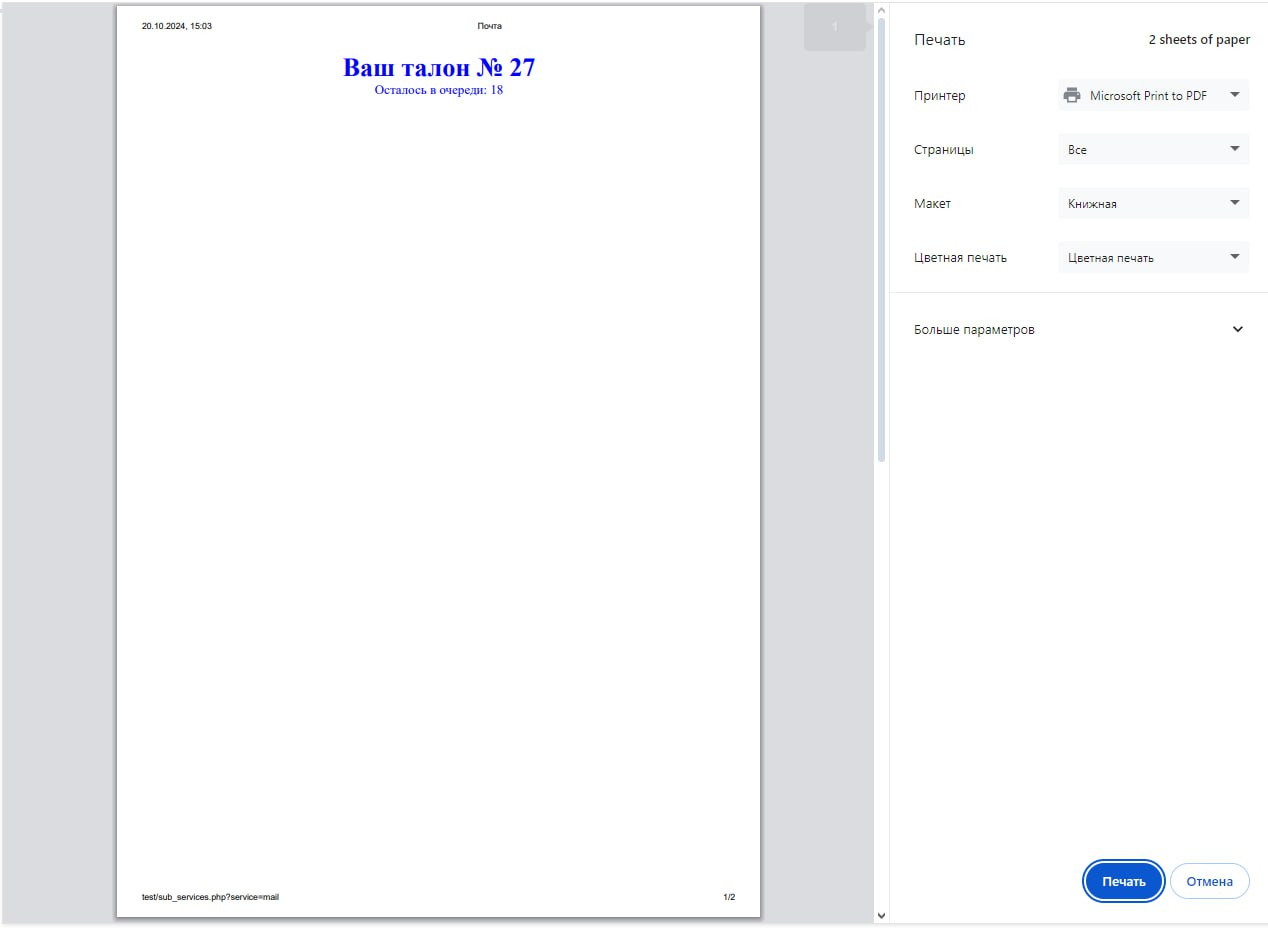 20.10.2024, 15:03 Почта
Ваш талон № 27
Осталось в очереди: 18
test/sub_services.php?service=mail 1/2
1
Печать 2 sheets of paper
Принтер Microsoft Print to PDF
Страницы Все
Макет Книжная
Цветная печать Цветная печать
Больше параметров
Печать Отмена